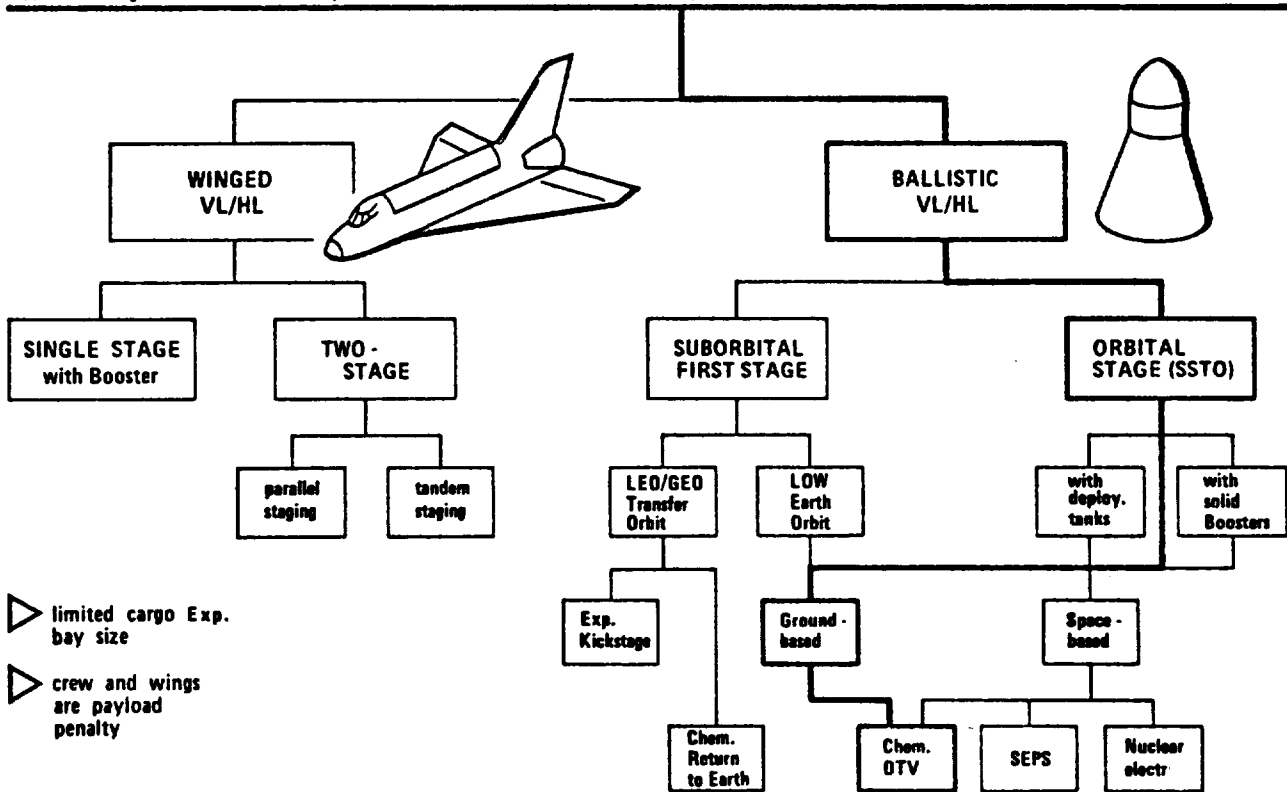 WINGED
VL/HL
BALLISTIC
VL/HL
SINGLE STAGE
with Booster
TWO-
STAGE
SUBORBITAL
FIRST STAGE
ORBITAL
STAGE (SSTO)
parallel
staging
tandem
staging
LEO/GEO
Transfer
Orbit
LOW
Earth
Orbit
with
deploy.
tanks
with
solid
Boosters
limited cargo Exp.
bay size
crew and wings
are payload
penalty
Exp.
Kickstage
Ground-
based
Space-
based
Chem.
Return
to Earth
Chem.
OTV
SEPS
Nuclear
electr